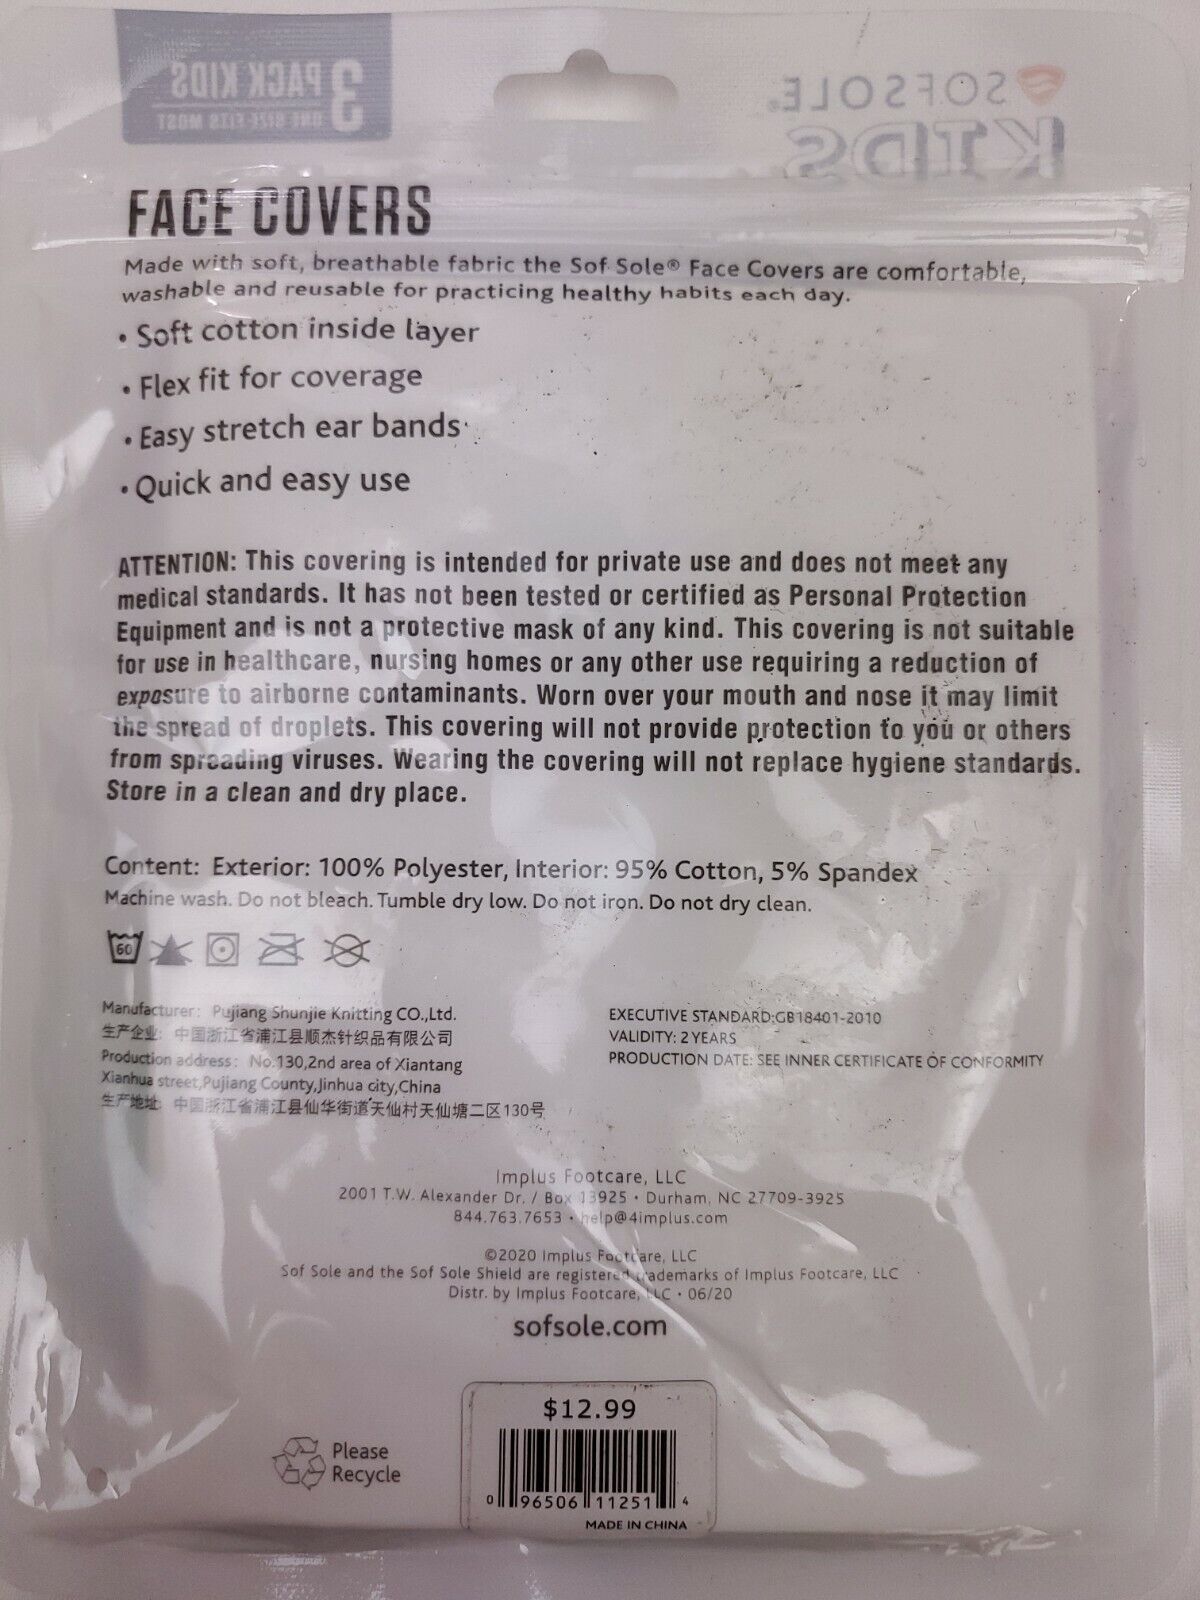 3 PACK KIDS
ONE SIZE FITS MOST
SOFSOLE®
KIDS
FACE COVERS
Made with soft, breathable fabric the Sof Sole® Face Covers are comfortable,
washable and reusable for practicing healthy habits each day.
• Soft cotton inside layer
• Flex fit for coverage
• Easy stretch ear bands
• Quick and easy use
ATTENTION: This covering is intended for private use and does not meet any
medical standards. It has not been tested or certified as Personal Protection
Equipment and is not a protective mask of any kind. This covering is not suitable
for use in healthcare, nursing homes or any other use requiring a reduction of
exposure to airborne contaminants. Worn over your mouth and nose it may limit
the spread of droplets. This covering will not provide protection to you or others
from spreading viruses. Wearing the covering will not replace hygiene standards.
Store in a clean and dry place.
Content: Exterior: 100% Polyester, Interior: 95% Cotton, 5% Spandex
Machine wash. Do not bleach. Tumble dry low. Do not iron. Do not dry clean.
60
Manufacturer: Pujiang Shunjie Knitting CO.,Ltd.
生产企业: 中国浙江省浦江县顺杰针织品有限公司
Production address: No.130,2nd area of Xiantang
Xianhua street,Pujiang County,Jinhua city,China
生产地址: 中国浙江省浦江县仙华街道天仙村天仙塘二区130号
EXECUTIVE STANDARD:GB18401-2010
VALIDITY: 2 YEARS
PRODUCTION DATE: SEE INNER CERTIFICATE OF CONFORMITY
Implus Footcare, LLC
2001 T.W. Alexander Dr. / Box 13925 • Durham, NC 27709-3925
844.763.7653 • help@4implus.com
©2020 Implus Footcare, LLC
Sof Sole and the Sof Sole Shield are registered trademarks of Implus Footcare, LLC
Distr. by Implus Footcare, LLC • 06/20
sofsole.com
Please
Recycle
$12.99
0 96506 11251 4
MADE IN CHINA